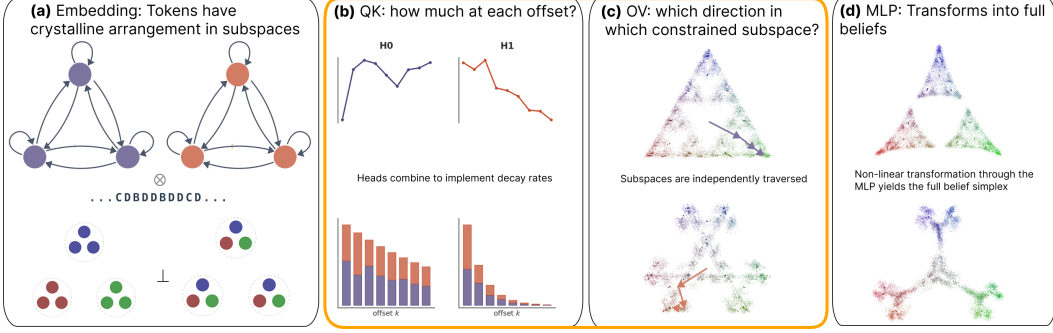 (a) Embedding: Tokens have
crystalline arrangement in subspaces
⊗
...CDBDDBDDCD...
⊥
(b) QK: how much at each offset?
H0
H1
Heads combine to implement decay rates
offset k
offset k
(c) OV: which direction in
which constrained subspace?
Subspaces are independently traversed
(d) MLP: Transforms into full
beliefs
Non-linear transformation through the
MLP yields the full belief simplex